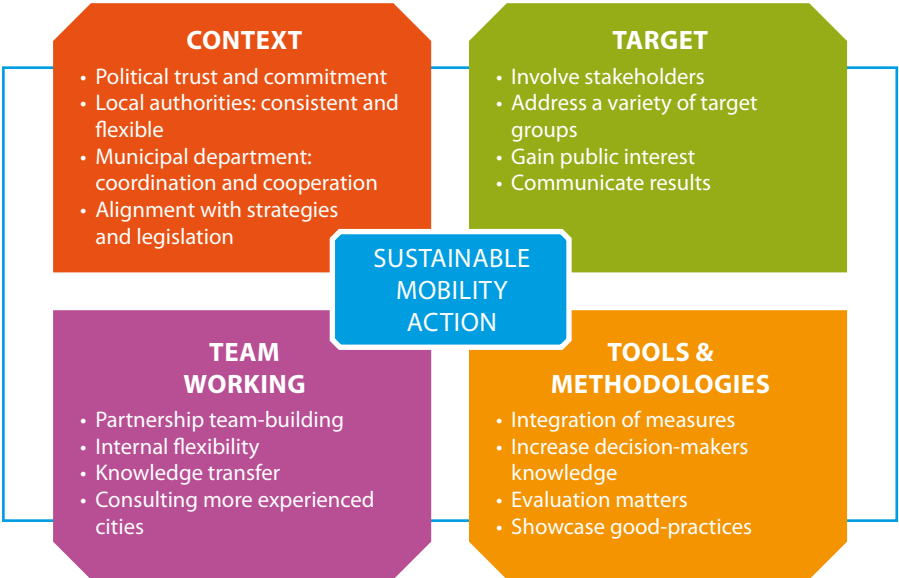 CONTEXT
• Political trust and commitment
• Local authorities: consistent and
flexible
• Municipal department:
coordination and cooperation
• Alignment with strategies
and legislation
TARGET
• Involve stakeholders
• Address a variety of target
groups
• Gain public interest
• Communicate results
SUSTAINABLE
MOBILITY
ACTION
TEAM
WORKING
• Partnership team-building
• Internal flexibility
• Knowledge transfer
• Consulting more experienced
cities
TOOLS &
METHODOLOGIES
• Integration of measures
• Increase decision-makers
knowledge
• Evaluation matters
• Showcase good-practices